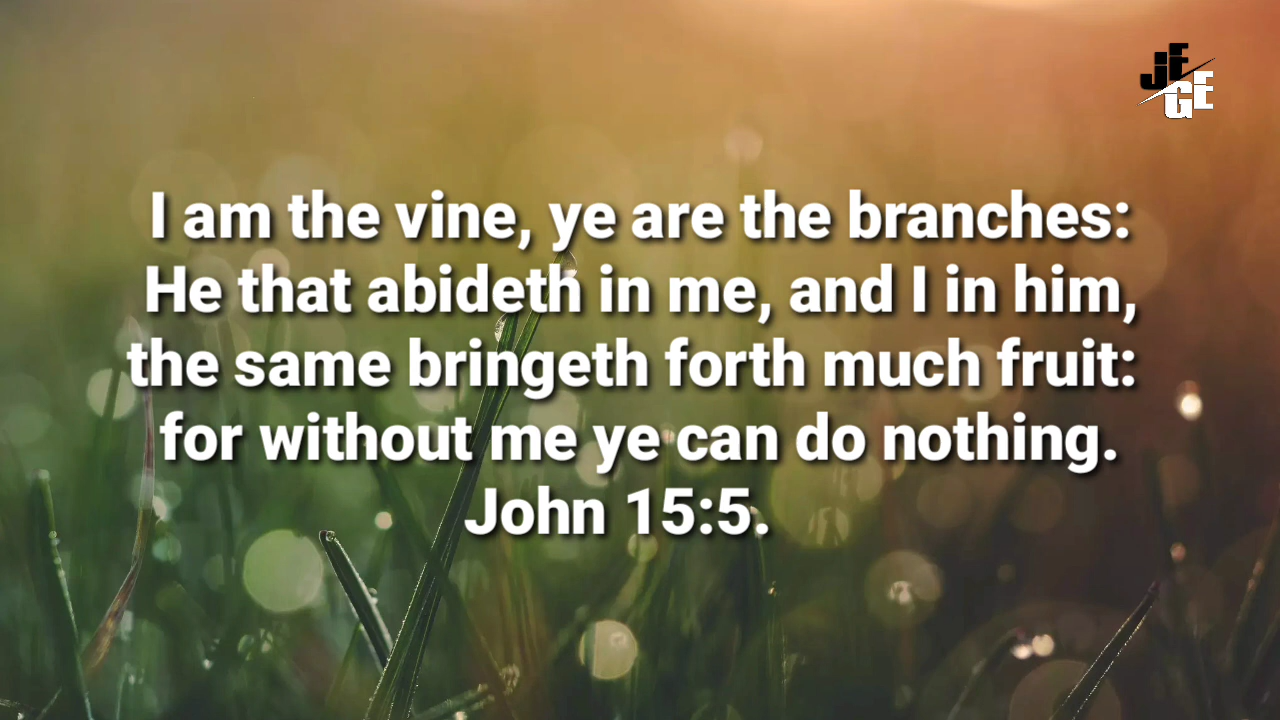 JF
GE
I am the vine, ye are the branches:
He that abideth in me, and I in him,
the same bringeth forth much fruit:
for without me ye can do nothing.
John 15:5.